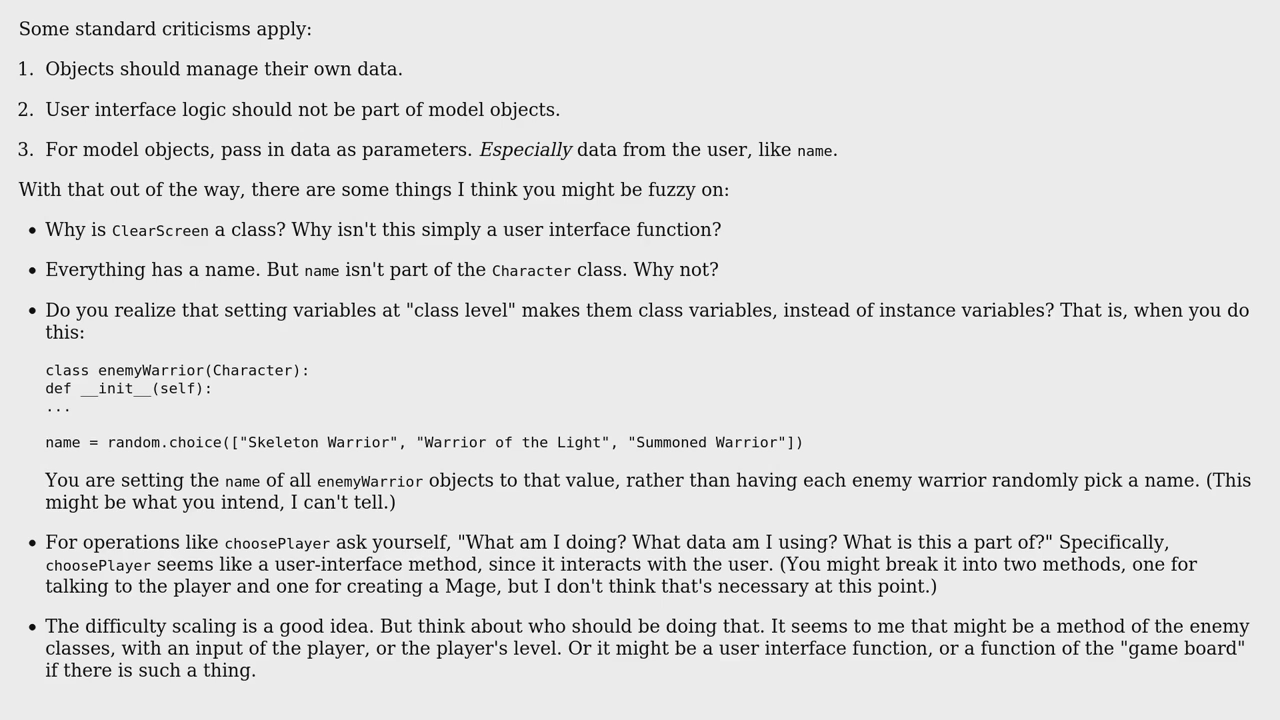 Some standard criticisms apply:
1. Objects should manage their own data.
2. User interface logic should not be part of model objects.
3. For model objects, pass in data as parameters. Especially data from the user, like name.
With that out of the way, there are some things I think you might be fuzzy on:
• Why is ClearScreen a class? Why isn't this simply a user interface function?
• Everything has a name. But name isn't part of the Character class. Why not?
• Do you realize that setting variables at "class level" makes them class variables, instead of instance variables? That is, when you do
this:
class enemyWarrior(Character):
def __init__(self):
...
name = random.choice(["Skeleton Warrior", "Warrior of the Light", "Summoned Warrior"])
You are setting the name of all enemyWarrior objects to that value, rather than having each enemy warrior randomly pick a name. (This
might be what you intend, I can't tell.)
• For operations like choosePlayer ask yourself, "What am I doing? What data am I using? What is this a part of?" Specifically,
choosePlayer seems like a user-interface method, since it interacts with the user. (You might break it into two methods, one for
talking to the player and one for creating a Mage, but I don't think that's necessary at this point.)
• The difficulty scaling is a good idea. But think about who should be doing that. It seems to me that might be a method of the enemy
classes, with an input of the player, or the player's level. Or it might be a user interface function, or a function of the "game board"
if there is such a thing.